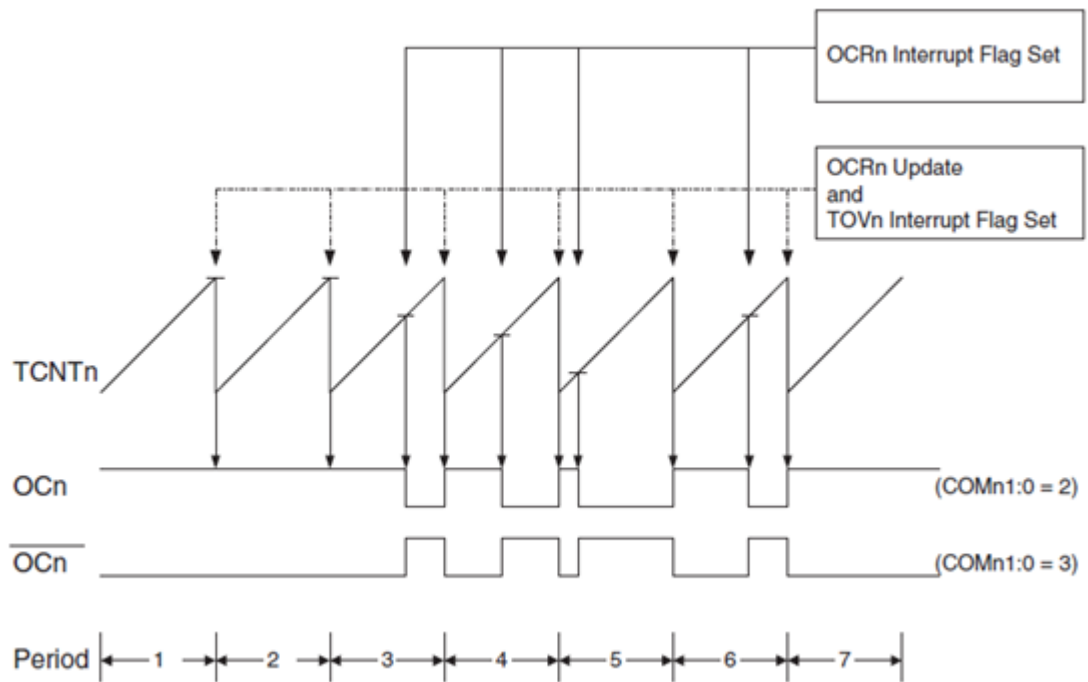 OCRn Interrupt Flag Set
OCRn Update
and
TOVn Interrupt Flag Set
TCNTn
OCn
(COMn1:0 = 2)
OCn
(COMn1:0 = 3)
Period
1
2
3
4
5
6
7